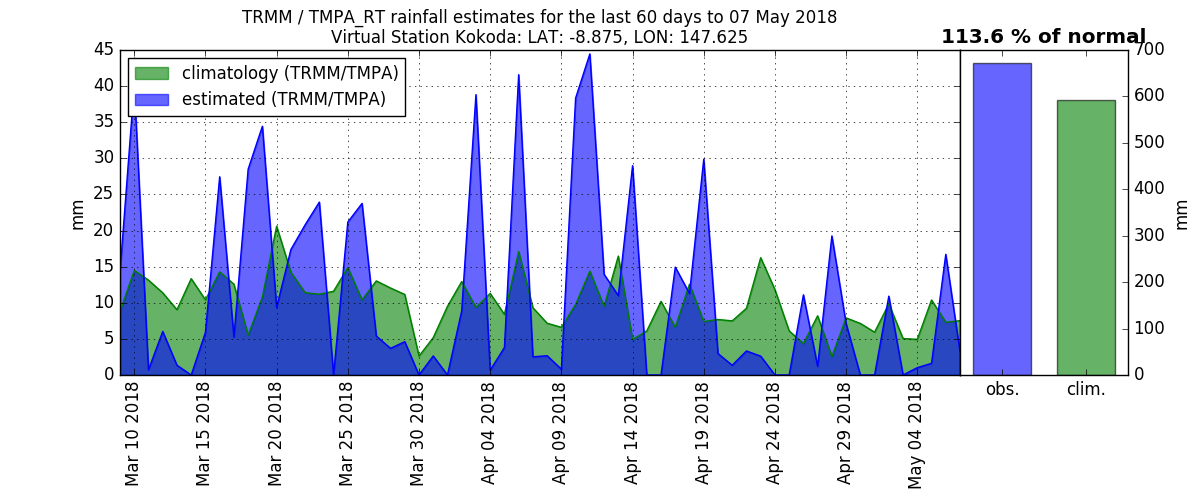 TRMM / TMPA_RT rainfall estimates for the last 60 days to 07 May 2018
Virtual Station Kokoda: LAT: -8.875, LON: 147.625
113.6 % of normal
climatology (TRMM/TMPA)
estimated (TRMM/TMPA)
45
40
35
30
25
20
15
10
5
0
mm
Mar 10 2018
Mar 15 2018
Mar 20 2018
Mar 25 2018
Mar 30 2018
Apr 04 2018
Apr 09 2018
Apr 14 2018
Apr 19 2018
Apr 24 2018
Apr 29 2018
May 04 2018
obs.
clim.
700
600
500
400
300
200
100
0
mm